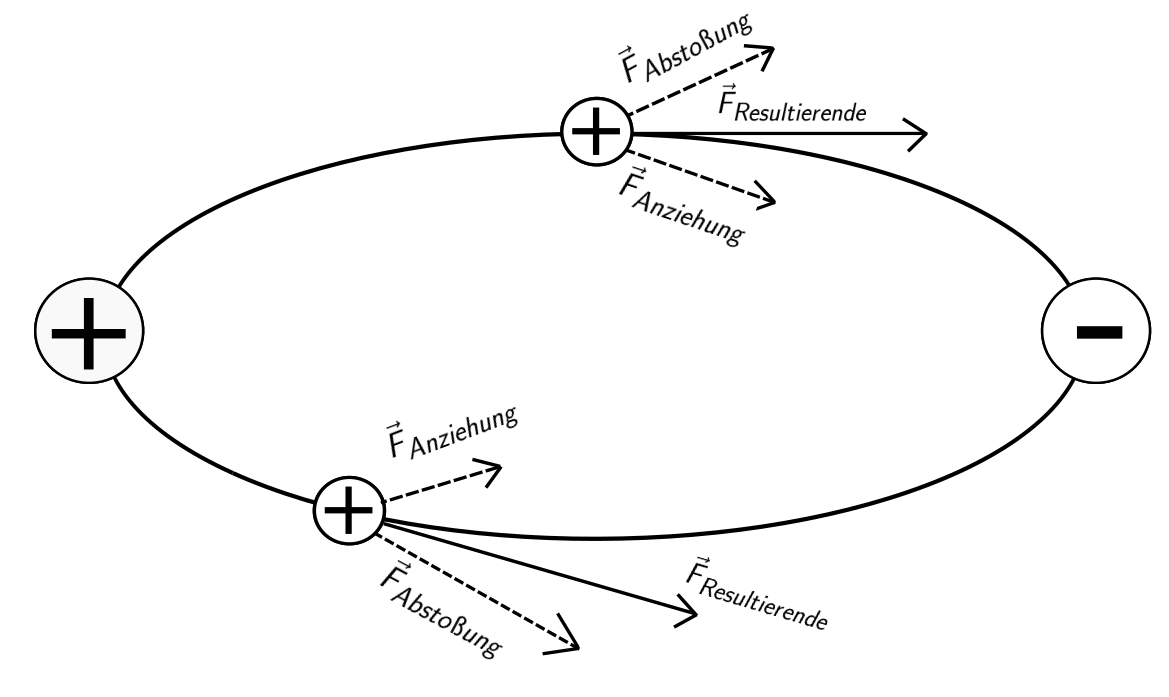 F⃗ Abstoßung
F⃗ Resultierende
+
F⃗ Anziehung
+
-
F⃗ Anziehung
+
F⃗ Resultierende
F⃗ Abstoßung